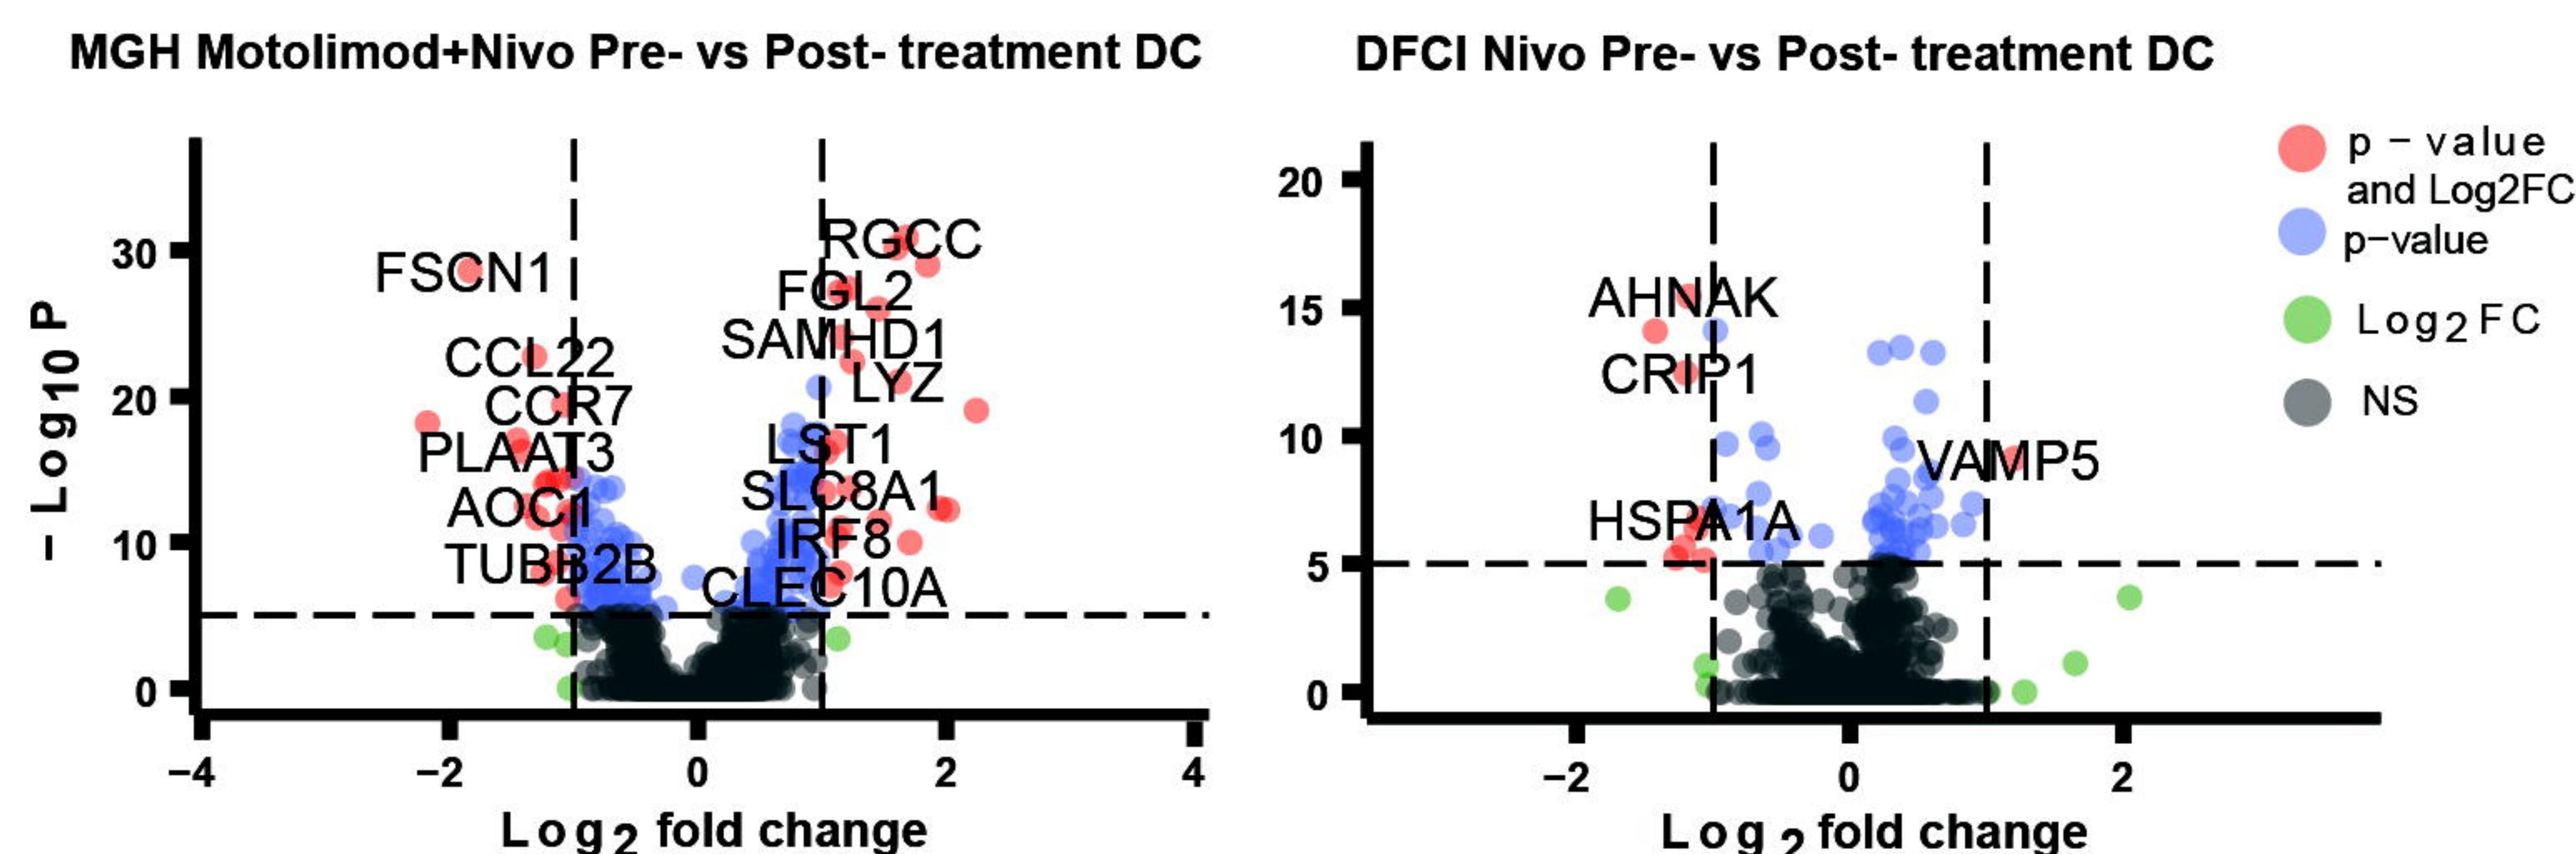 MGH Motolimod+Nivo Pre- vs Post- treatment DC
− Log10 P
30
20
10
0
FSCN1
CCL22
CCR7
PLAAT3
AOC1
TUBB2B
RGCC
FGL2
SAMHD1
LYZ
LST1
SLC8A1
IRF8
CLEC10A
−4
−2
0
2
4
Log2 fold change
DFCI Nivo Pre- vs Post- treatment DC
20
15
10
5
0
AHNAK
CRIP1
HSPA1A
VAMP5
−2
0
2
Log 2 fold change
p − value
and Log2FC
p−value
Log2 FC
NS